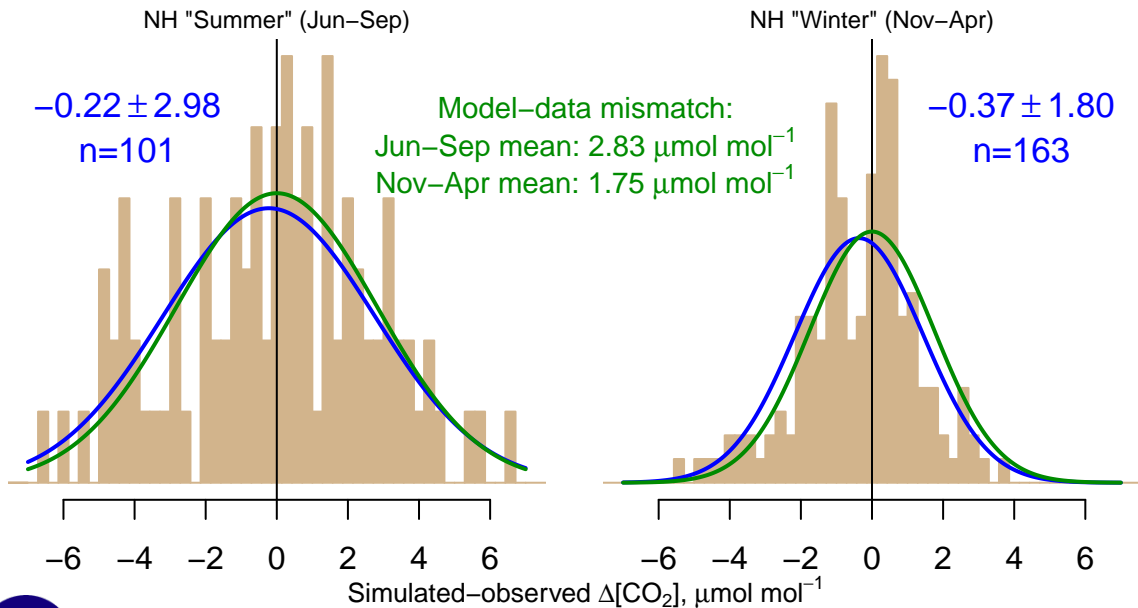 NH "Summer" (Jun−Sep)
NH "Winter" (Nov−Apr)
−0.22 ± 2.98
n=101
Model−data mismatch:
Jun−Sep mean: 2.83 μmol mol⁻¹
Nov−Apr mean: 1.75 μmol mol⁻¹
−0.37 ± 1.80
n=163
−6 −4 −2 0 2 4 6
−6 −4 −2 0 2 4 6
Simulated−observed Δ[CO₂], μmol mol⁻¹